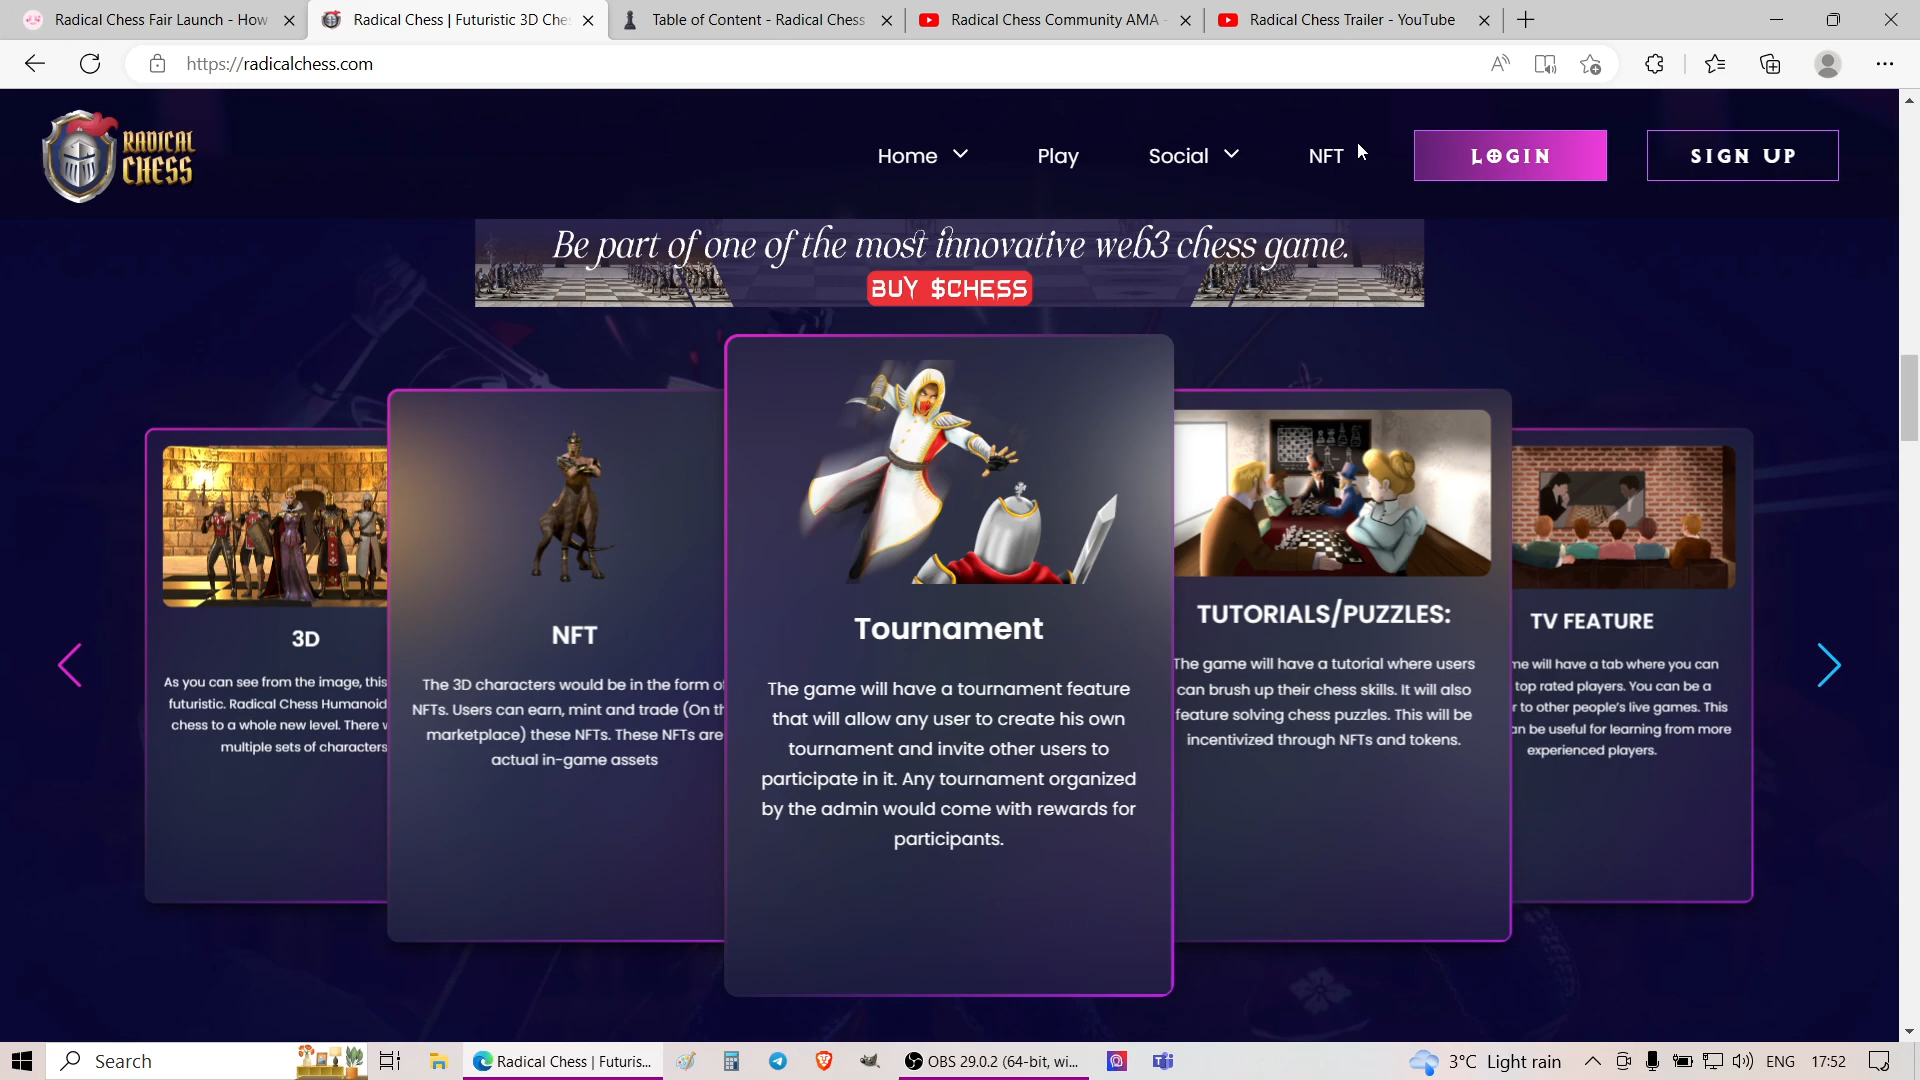 Radical Chess Fair Launch - How
Radical Chess | Futuristic 3D Che
Table of Content - Radical Chess
Radical Chess Community AMA -
Radical Chess Trailer - YouTube
https://radicalchess.com
RADICAL
CHESS
Home
Play
Social
NFT
LOGIN
SIGN UP
Be part of one of the most innovative web3 chess game.
BUY $CHESS
3D
As you can see from the image, this
futuristic. Radical Chess Humanoid
chess to a whole new level. There
multiple sets of characters
NFT
The 3D characters would be in the form of
NFTs. Users can earn, mint and trade (On th
marketplace) these NFTs. These NFTs are
actual in-game assets
Tournament
The game will have a tournament feature
that will allow any user to create his own
tournament and invite other users to
participate in it. Any tournament organized
by the admin would come with rewards for
participants.
TUTORIALS/PUZZLES:
The game will have a tutorial where users
can brush up their chess skills. It will also
feature solving chess puzzles. This will be
incentivized through NFTs and tokens.
TV FEATURE
me will have a tab where you can
top rated players. You can be a
r to other people's live games. This
an be useful for learning from more
experienced players.
Search
Radical Chess | Futuris...
OBS 29.0.2 (64-bit, wi...
3°C Light rain
ENG
17:52